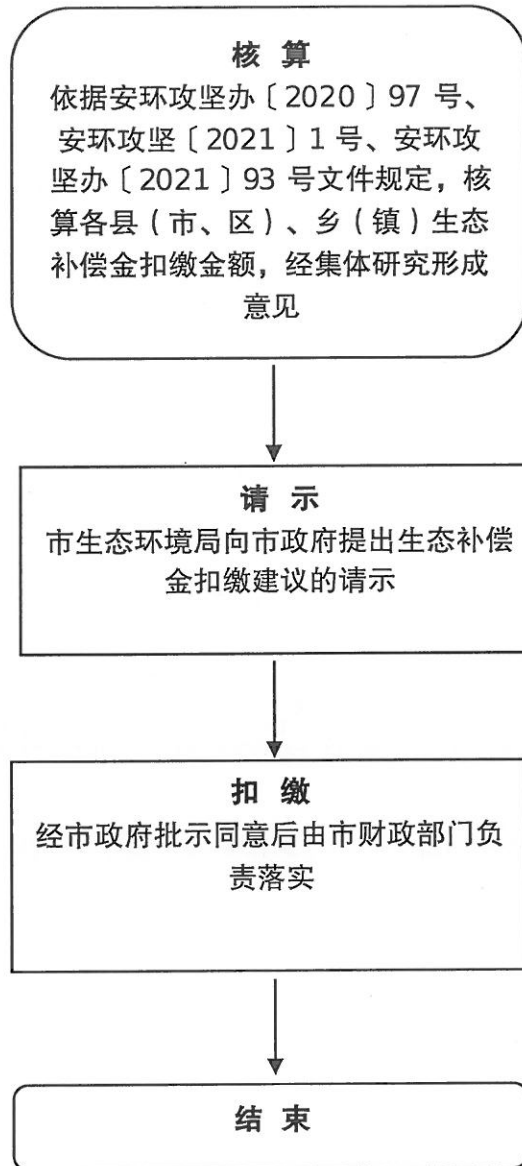 核 算
依据安环攻坚办〔2020〕97 号、
安环攻坚〔2021〕1 号、安环攻
坚办〔2021〕93 号文件规定，核
算各县（市、区）、乡（镇）生态
补偿金扣缴金额，经集体研究形成
意见
请 示
市生态环境局向市政府提出生态补偿
金扣缴建议的请示
扣 缴
经市政府批示同意后由市财政部门负
责落实
结 束